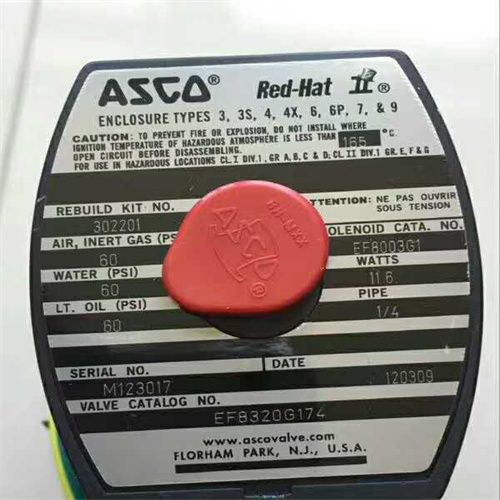 ASCO® Red-Hat II ®
ENCLOSURE TYPES 3, 3S, 4, 4X, 6, 6P, 7, & 9
CAUTION: TO PREVENT FIRE OR EXPLOSION, DO NOT INSTALL WHERE
IGNITION TEMPERATURE OF HAZARDOUS ATMOSPHERE IS LESS THAN 165 °C.
OPEN CIRCUIT BEFORE DISASSEMBLING.
FOR USE IN HAZARDOUS LOCATIONS CL.I DIV.1, GR A,B,C & D; CL.II DIV.1 GR. E, F & G
ATTENTION: NE PAS OUVRIR
SOUS TENSION
REBUILD KIT NO.
302201
SOLENOID CATA. NO.
EF8003G1
AIR, INERT GAS (PSI)
60
WATTS
11.6
WATER (PSI)
60
PIPE
1/4
LT. OIL (PSI)
60
ASCO
®
SERIAL NO.
M123017
DATE
120309
VALVE CATALOG NO.
EF8320G174
www.ascovalve.com
FLORHAM PARK, N.J., U.S.A.